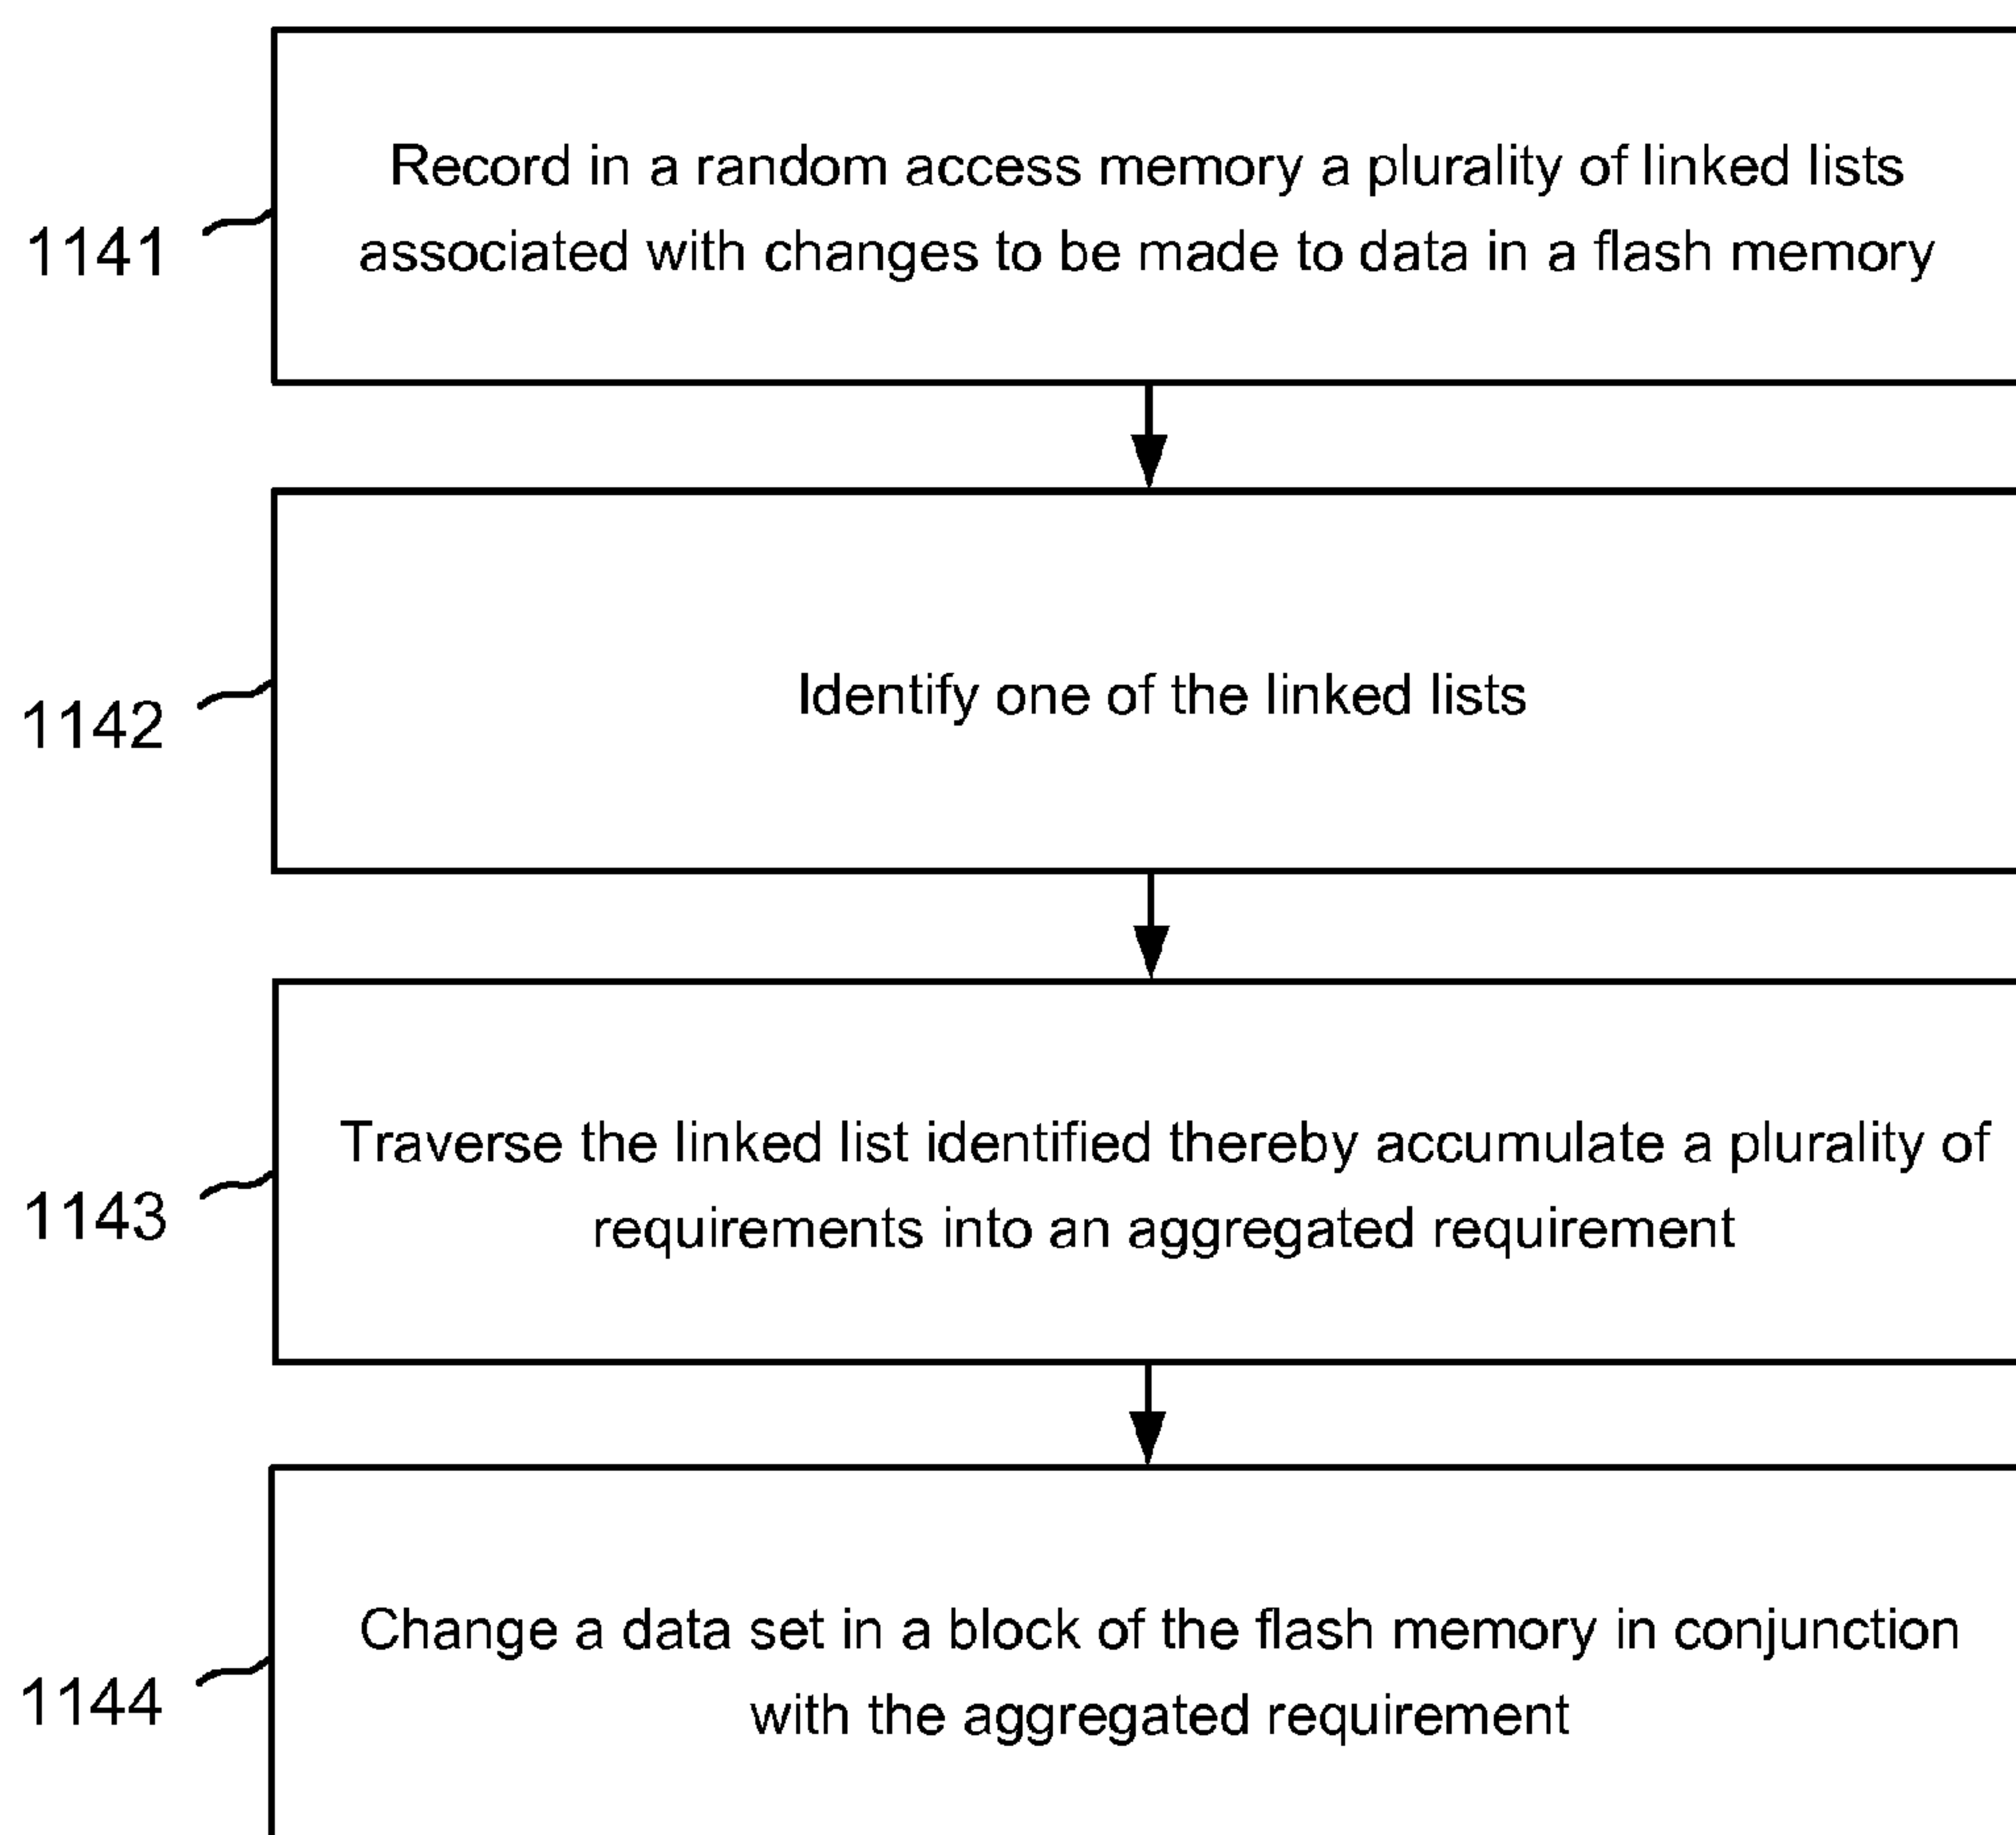 Record in a random access memory a plurality of linked lists
associated with changes to be made to data in a flash memory
1141
Identify one of the linked lists
1142
Traverse the linked list identified thereby accumulate a plurality of
requirements into an aggregated requirement
1143
Change a data set in a block of the flash memory in conjunction
with the aggregated requirement
1144